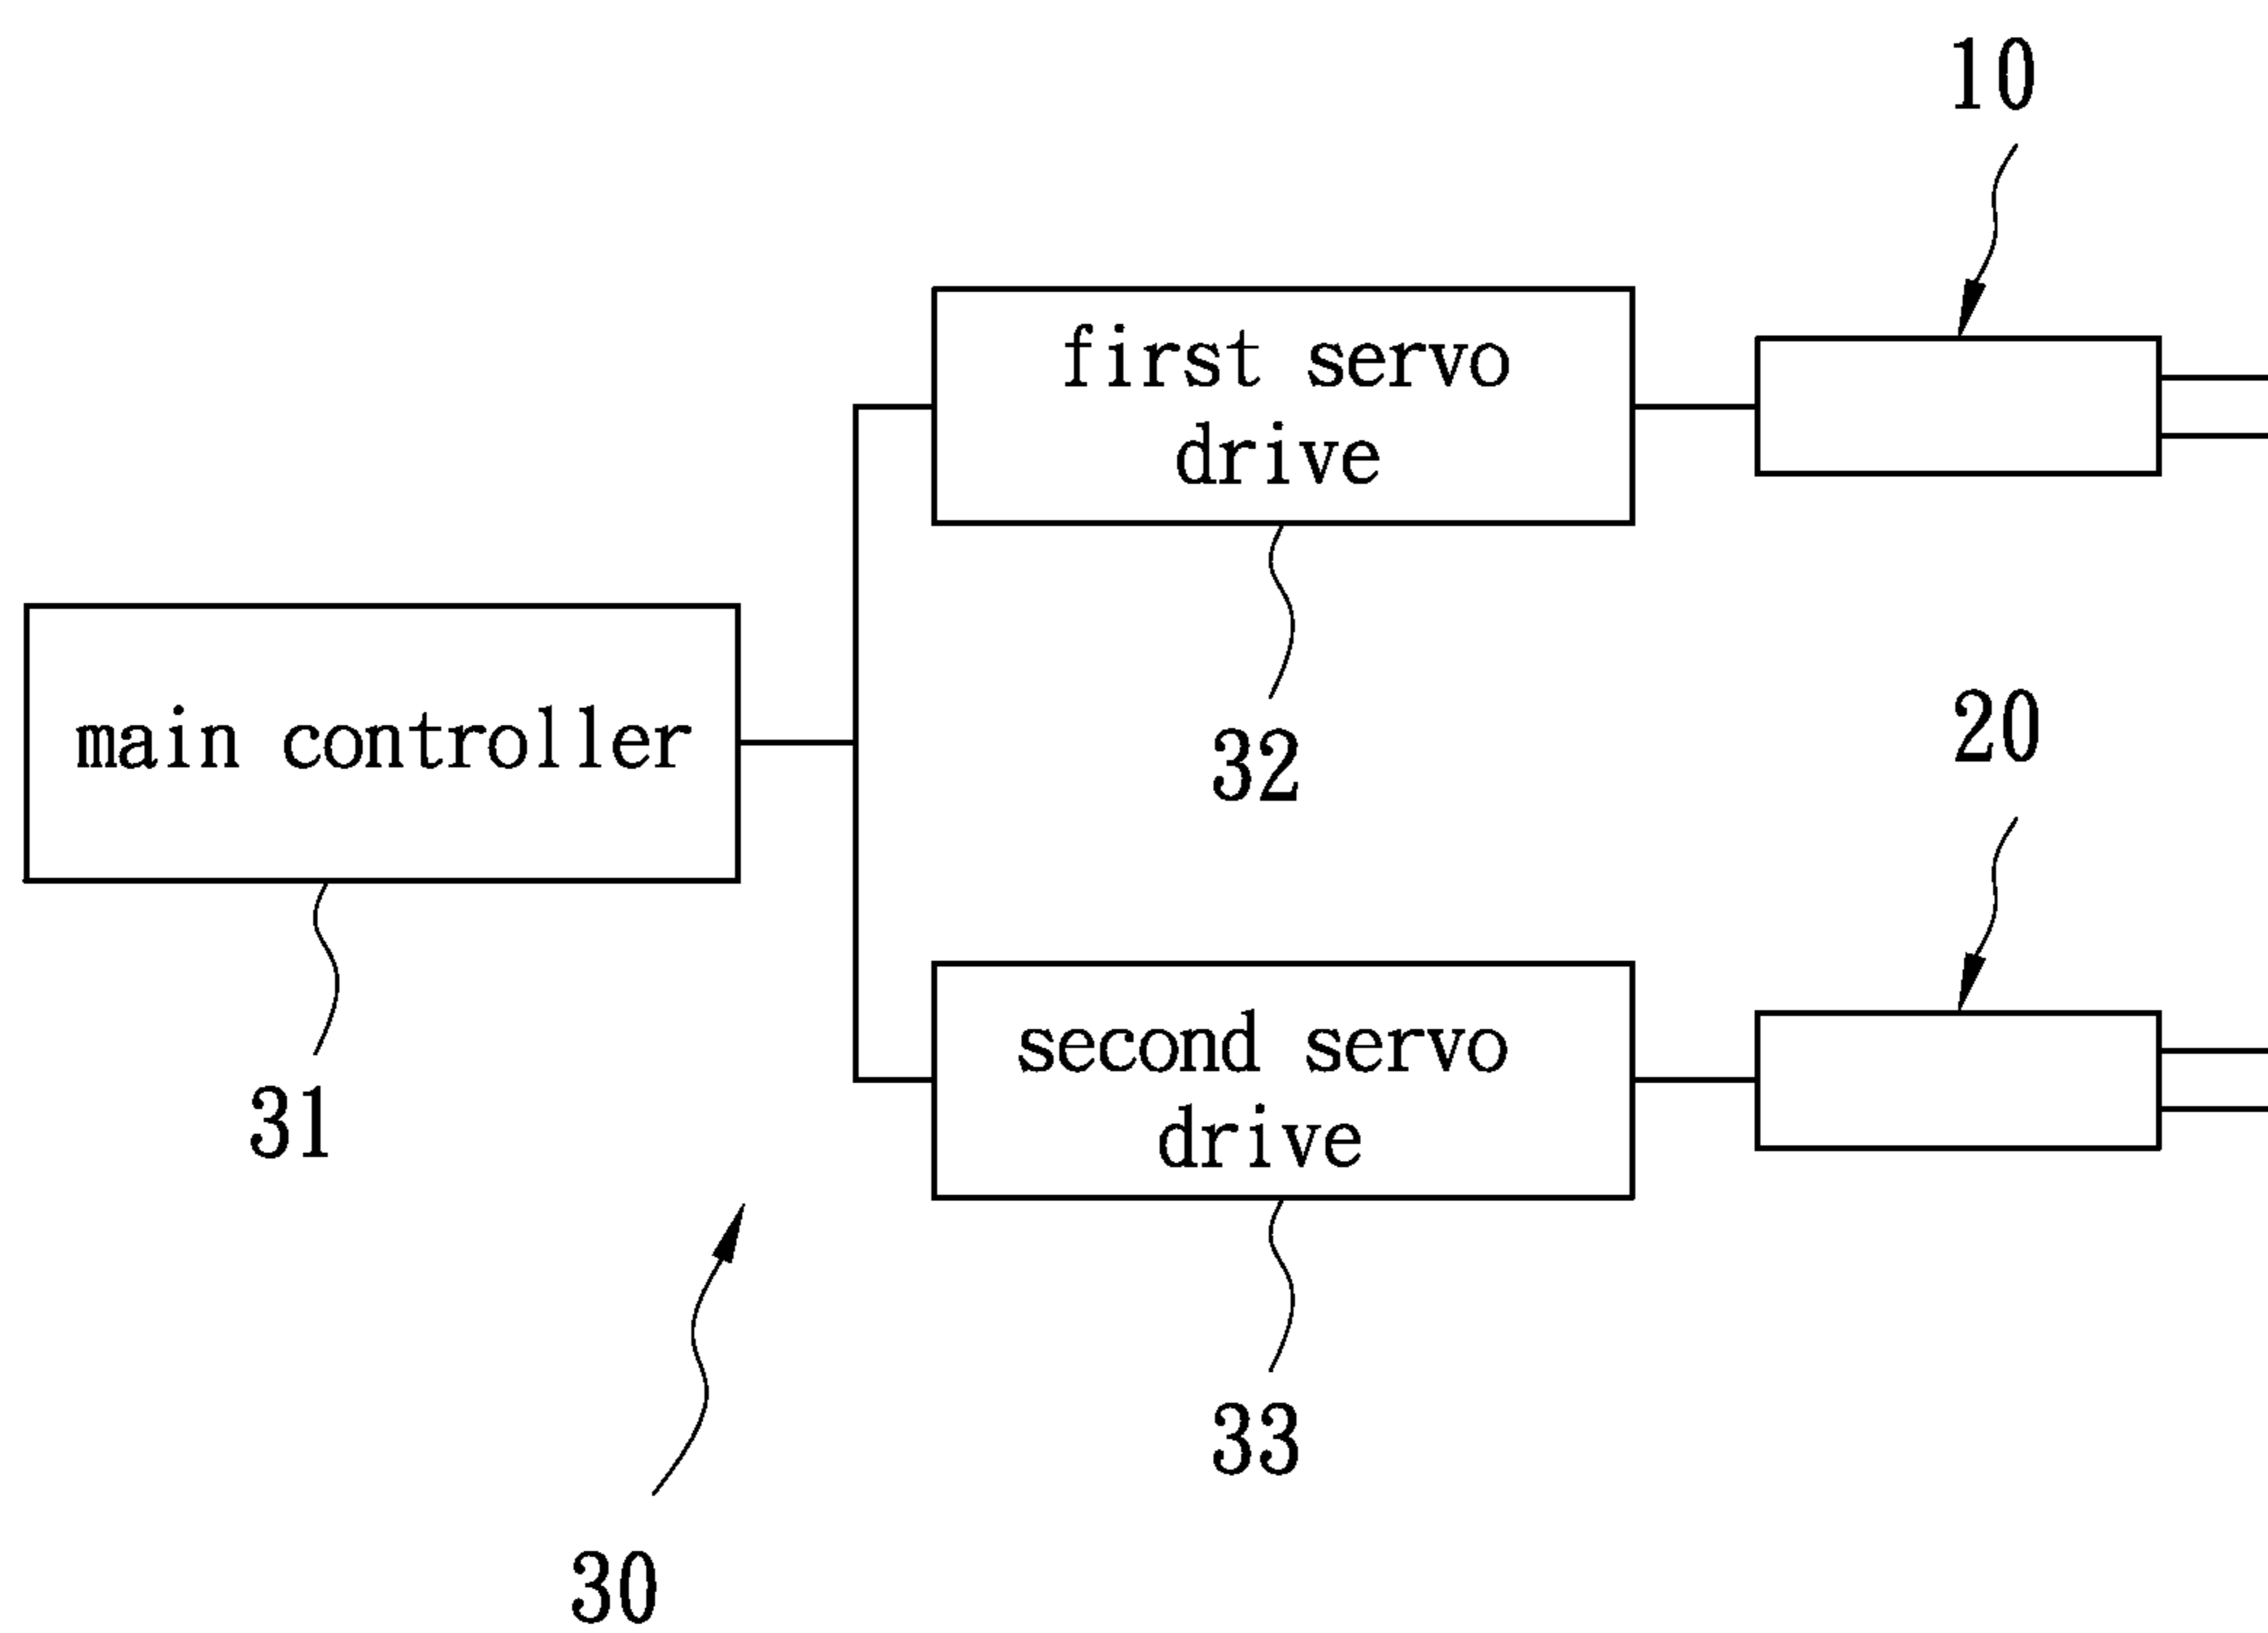 10
first servo
drive
32
main controller
31
20
second servo
drive
33
30